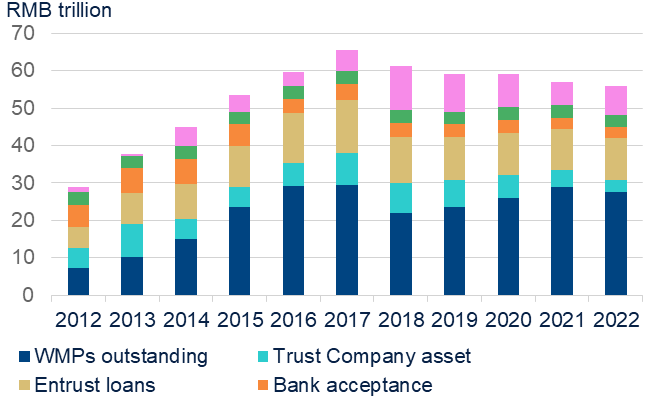 RMB trillion
70
60
50
40
30
20
10
0
2012 2013 2014 2015 2016 2017 2018 2019 2020 2021 2022
WMPs outstanding Trust Company asset
Entrust loans Bank acceptance